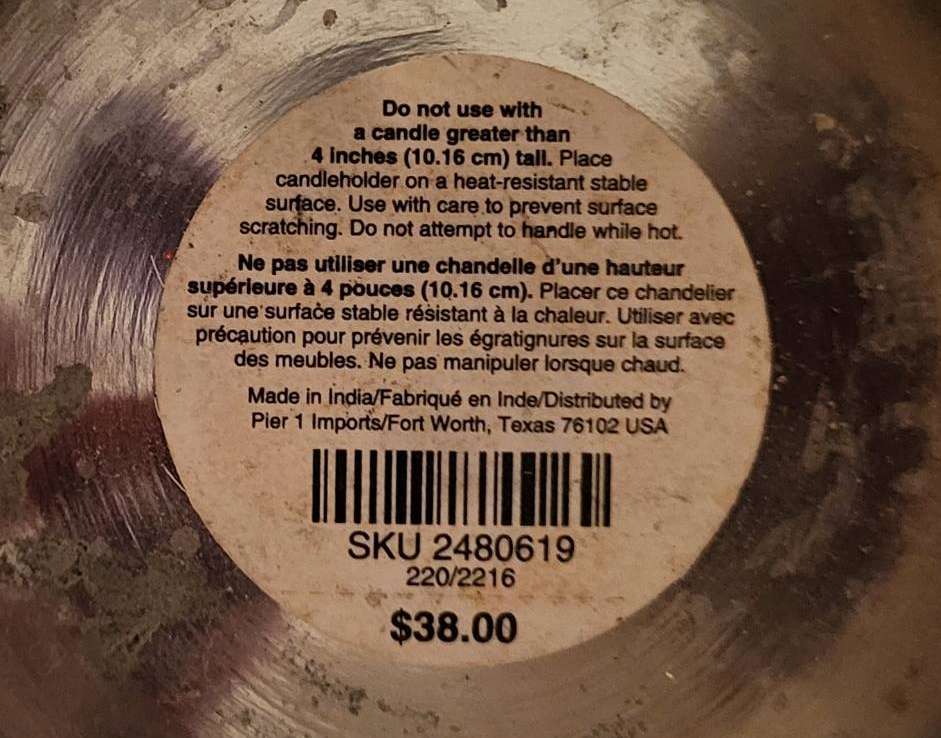 Do not use with
a candle greater than
4 inches (10.16 cm) tall. Place
candleholder on a heat-resistant stable
surface. Use with care to prevent surface
scratching. Do not attempt to handle while hot.
Ne pas utiliser une chandelle d'une hauteur
supérieure à 4 pouces (10.16 cm). Placer ce chandelier
sur une surface stable résistant à la chaleur. Utiliser avec
précaution pour prévenir les égratignures sur la surface
des meubles. Ne pas manipuler lorsque chaud.
Made in India/Fabriqué en Inde/Distributed by
Pier 1 Imports/Fort Worth, Texas 76102 USA
SKU 2480619
220/2216
$38.00